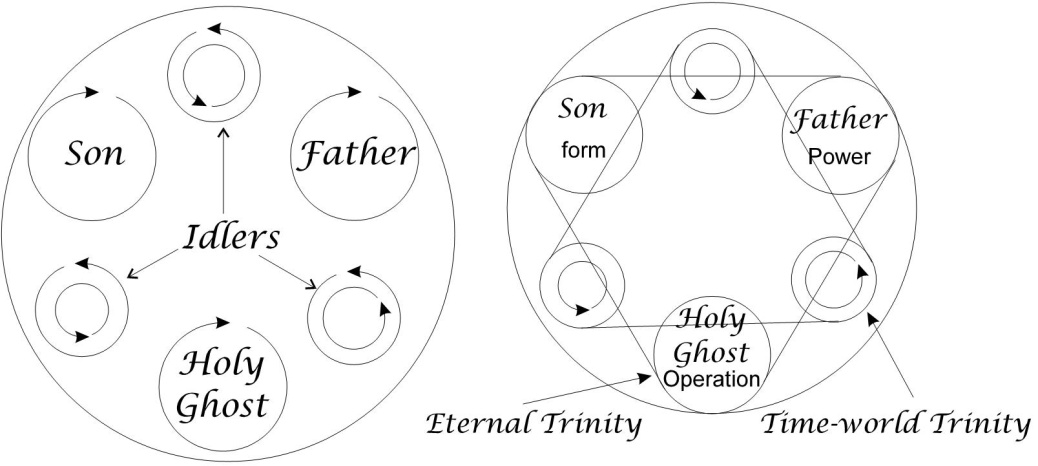 Son
Father
Idlers
Holy
Ghost
Son
form
Father
Power
Holy
Ghost
Operation
Eternal Trinity
Time-world Trinity